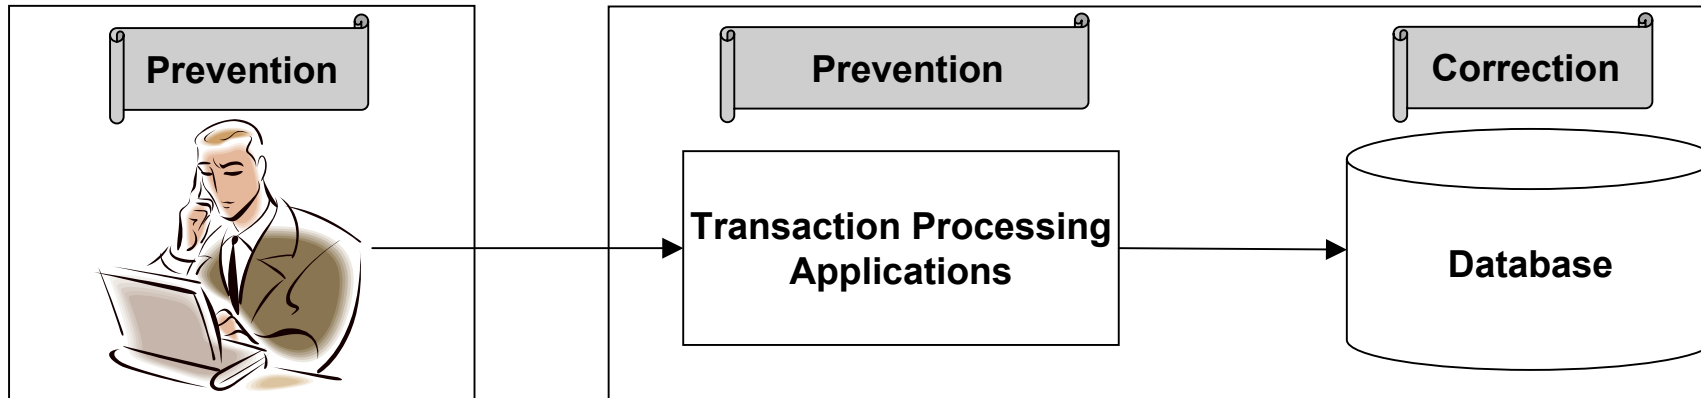 Prevention
Prevention
Correction
Transaction Processing
Applications
Database